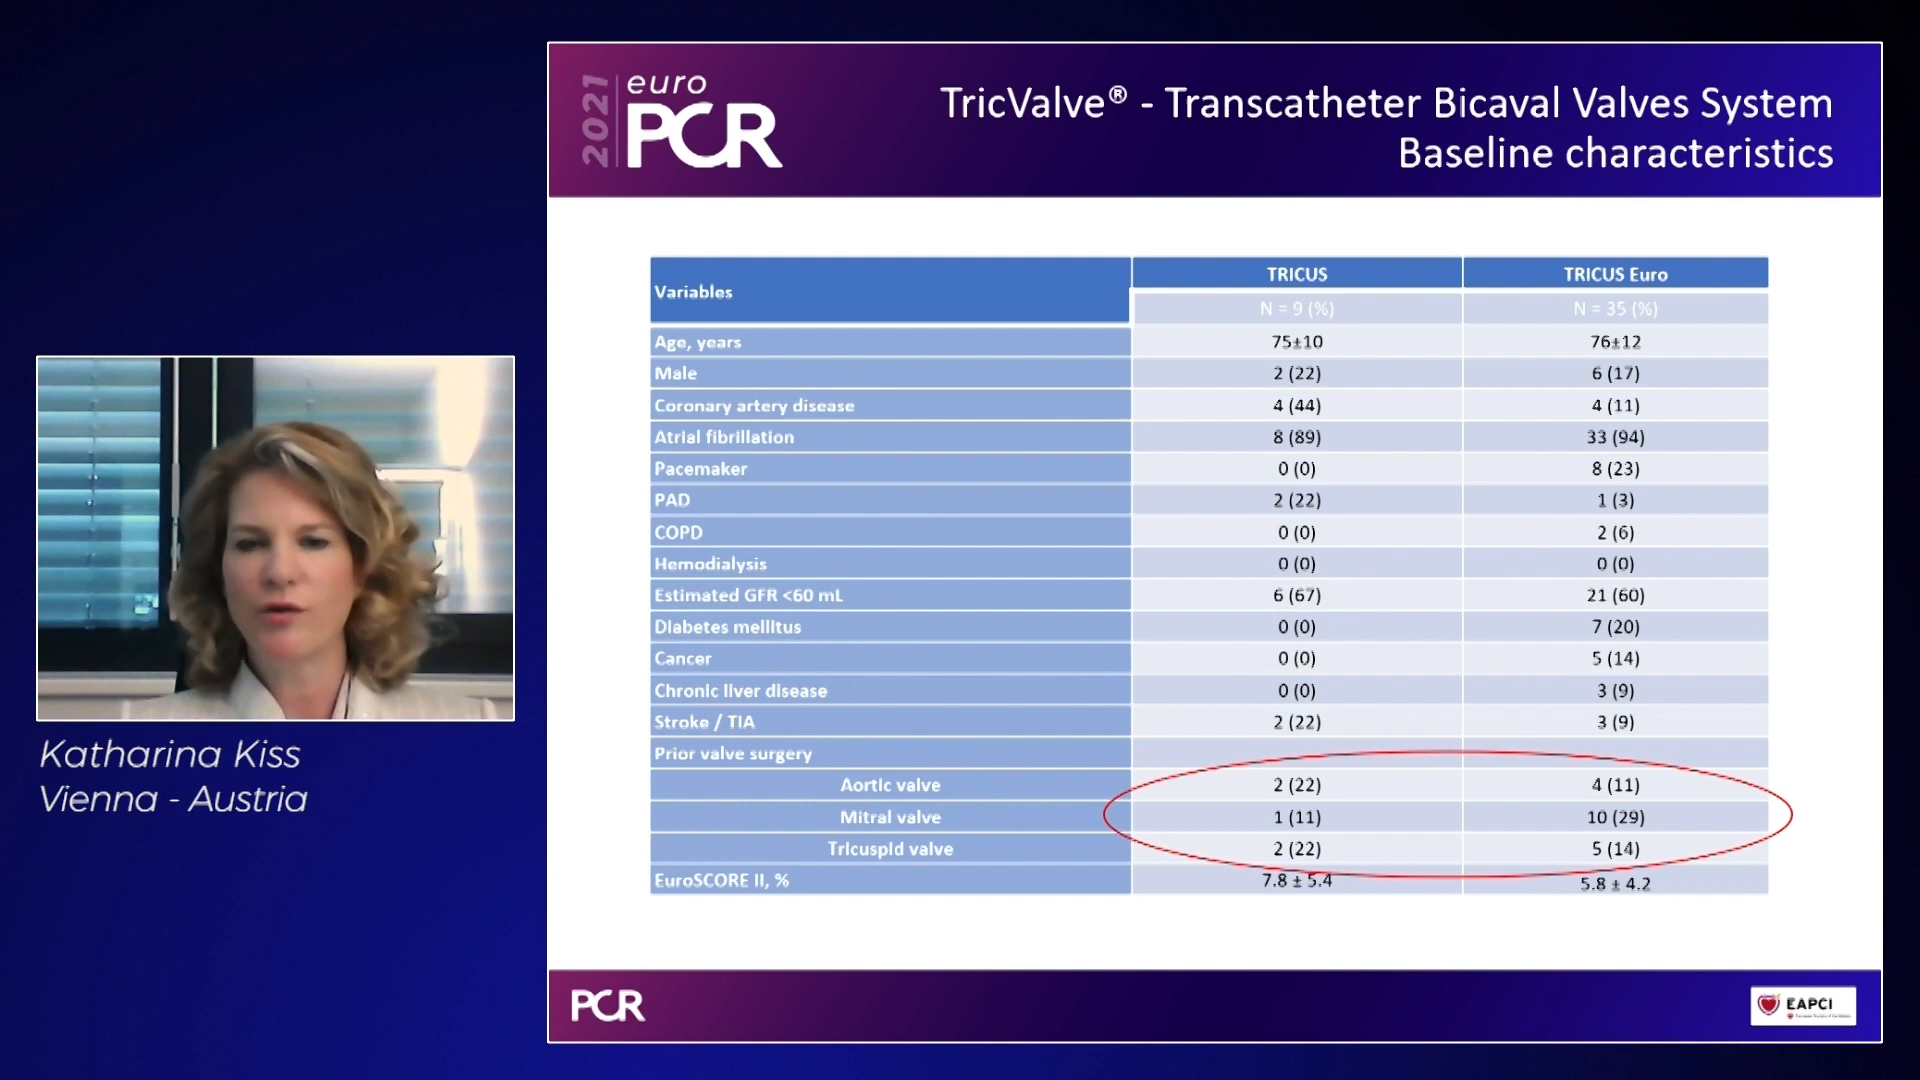 2021 euro
PCR
TricValve® - Transcatheter Bicaval Valves System
Baseline characteristics
Variables TRICUS TRICUS Euro
N = 9 (%) N = 35 (%)
Age, years 75±10 76±12
Male 2 (22) 6 (17)
Coronary artery disease 4 (44) 4 (11)
Atrial fibrillation 8 (89) 33 (94)
Pacemaker 0 (0) 8 (23)
PAD 2 (22) 1 (3)
COPD 0 (0) 2 (6)
Hemodialysis 0 (0) 0 (0)
Estimated GFR <60 mL 6 (67) 21 (60)
Diabetes mellitus 0 (0) 7 (20)
Cancer 0 (0) 5 (14)
Chronic liver disease 0 (0) 3 (9)
Stroke / TIA 2 (22) 3 (9)
Prior valve surgery
Aortic valve 2 (22) 4 (11)
Mitral valve 1 (11) 10 (29)
Tricuspid valve 2 (22) 5 (14)
EuroSCORE II, % 7.8 ± 5.4 5.8 ± 4.2
Katharina Kiss
Vienna - Austria
PCR
EAPCI